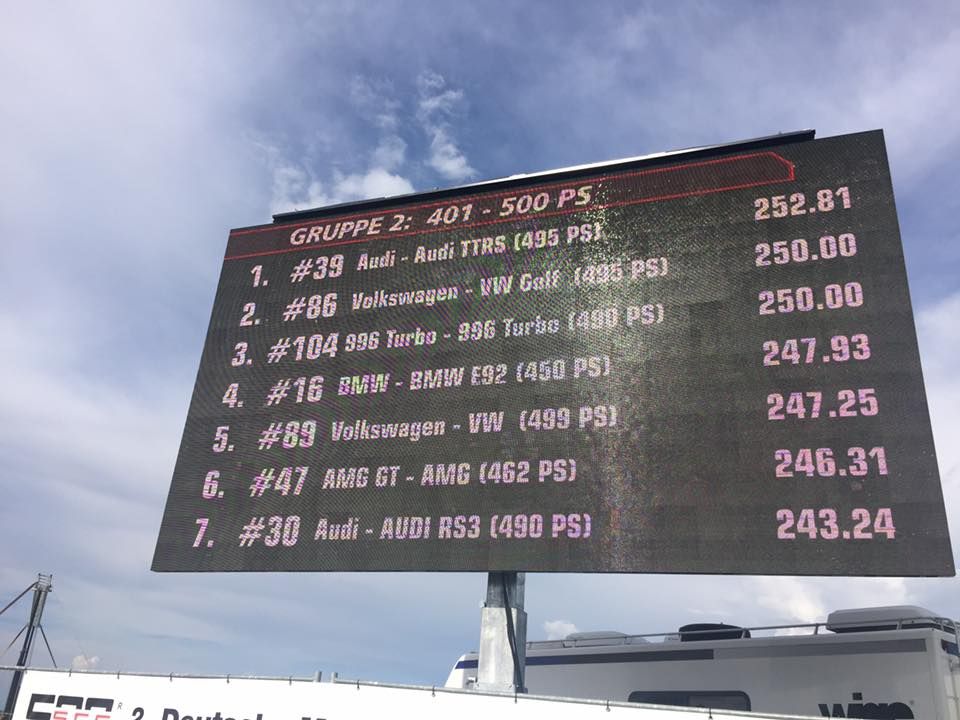 GRUPPE 2: 401 - 500 PS
1. #39 Audi - Audi TTRS (495 PS) 252.81
2. #86 Volkswagen - VW Golf (495 PS) 250.00
3. #104 996 Turbo - 996 Turbo (490 PS) 250.00
4. #16 BMW - BMW E92 (450 PS) 247.93
5. #89 Volkswagen - VW (499 PS) 247.25
6. #47 AMG GT - AMG (462 PS) 246.31
7. #30 Audi - AUDI RS3 (490 PS) 243.24